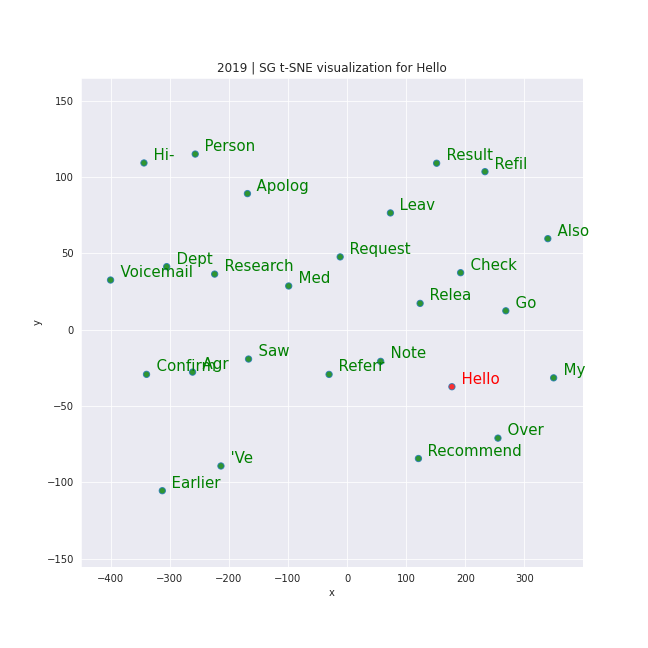 2019 | SG t-SNE visualization for Hello
150
100
50
0
−50
−100
−150
y
Hi-
Person
Result
Refil
Apolog
Leav
Also
Request
Dept
Voicemail
Research
Check
Med
Relea
Go
Saw
Note
Confirm
Agr
Referr
Hello
My
Over
Recommend
'Ve
Earlier
−400
−300
−200
−100
0
100
200
300
x